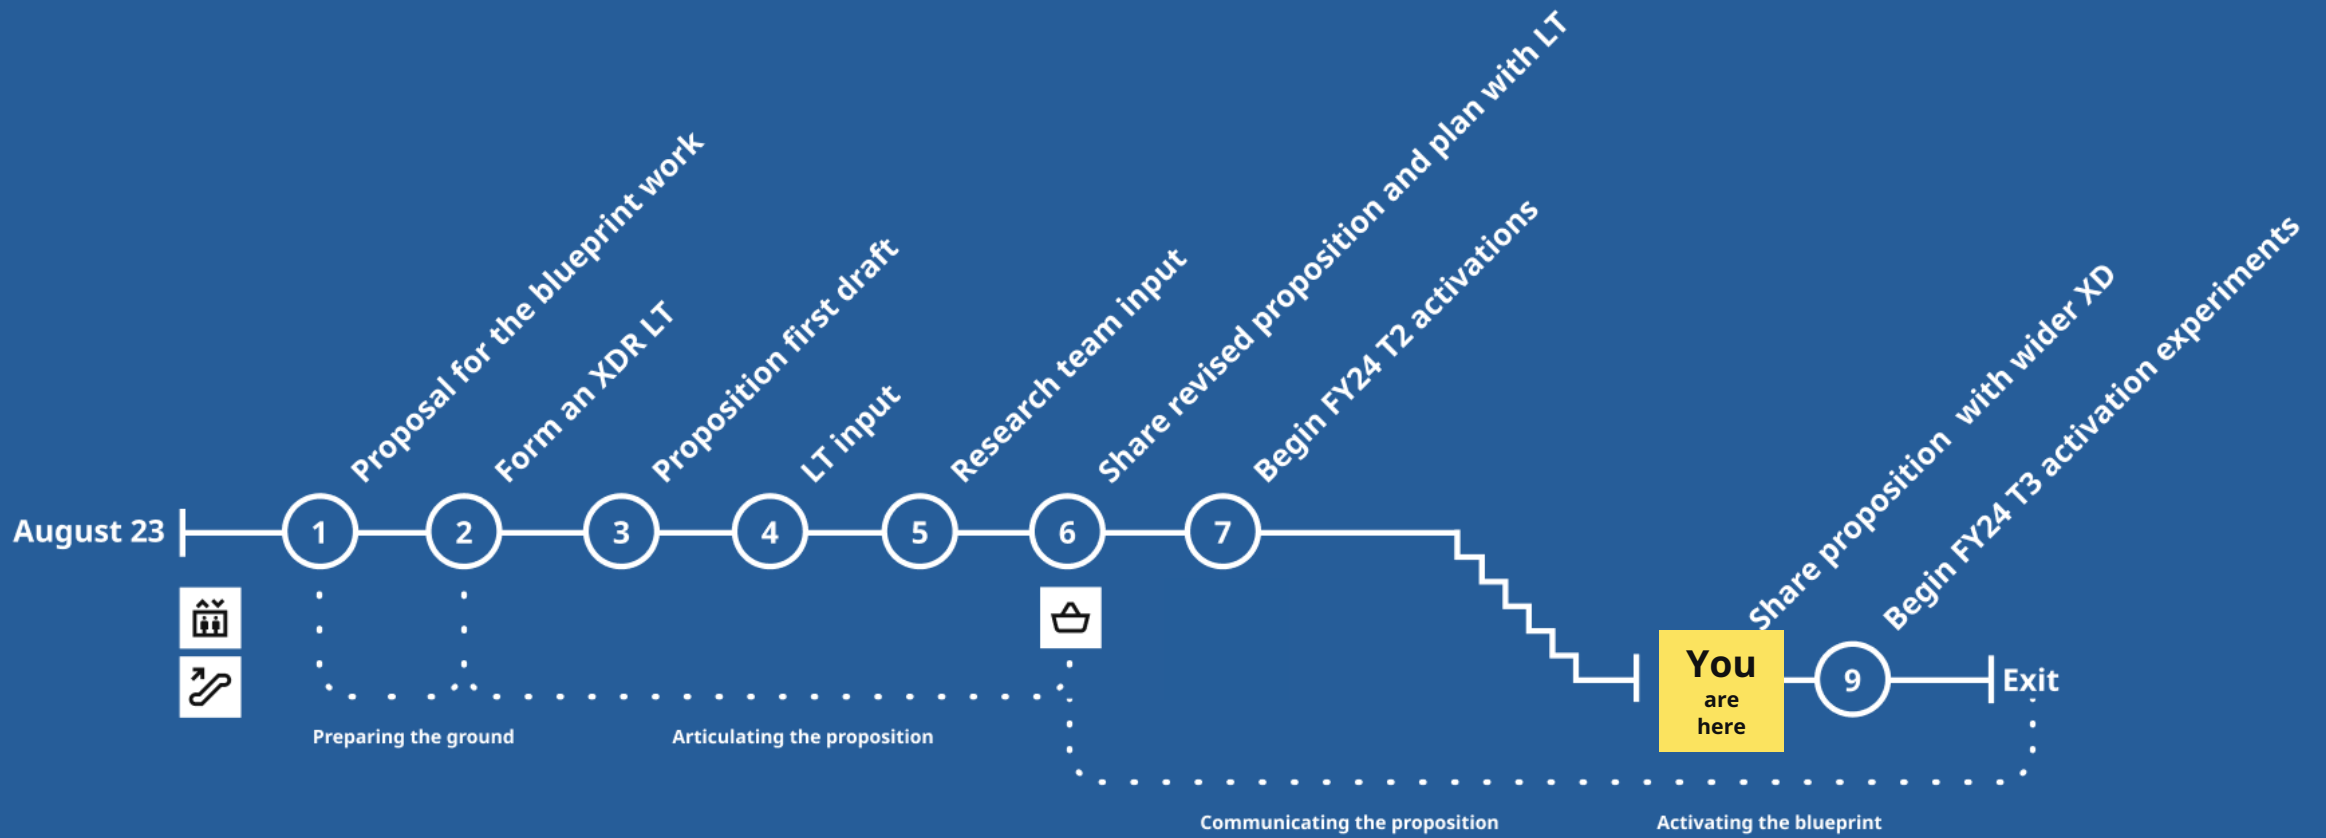 Proposal for the blueprint work
Form an XDR LT
Proposition first draft
LT input
Research team input
Share revised proposition and plan with LT
Begin FY24 T2 activations
Share proposition  with wider XD
Begin FY24 T3 activation experiments
August 23
1
2
3
4
5
6
7
You
are
here
9
Exit
Preparing the ground
Articulating the proposition
Communicating the proposition
Activating the blueprint